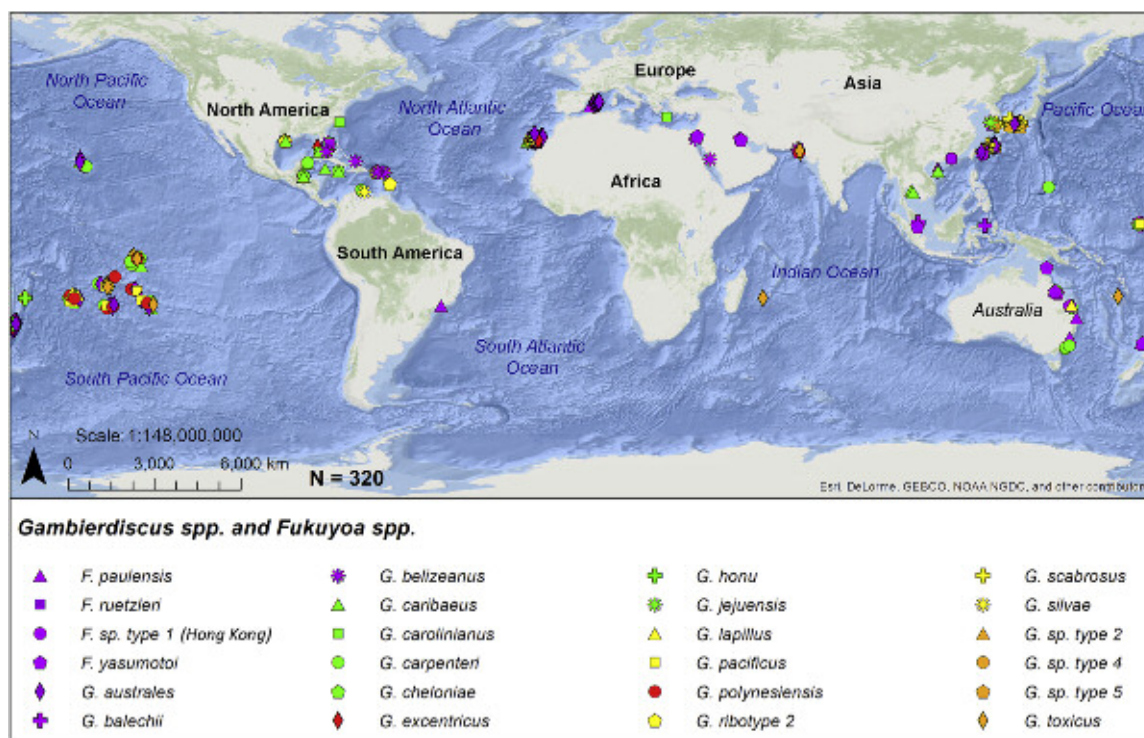 North Pacific
Ocean
North America
North Atlantic
Ocean
Europe
Asia
Pacific Ocea
Africa
South America
Indian Ocean
Australia
South Atlantic
Ocean
South Pacific Ocean
N
Scale: 1:148,000,000
0 3,000 6,000 km
N = 320
Esri, DeLorme, GEBCO, NOAA NGDC, and other contributor
Gambierdiscus spp. and Fukuyoa spp.
F. paulensis G. belizeanus G. honu G. scabrosus
F. ruetzleri G. caribaeus G. jejuensis G. silvae
F. sp. type 1 (Hong Kong) G. carolinianus G. lapillus G. sp. type 2
F. yasumotoi G. carpenteri G. pacificus G. sp. type 4
G. australes G. cheloniae G. polynesiensis G. sp. type 5
G. balechii G. excentricus G. ribotype 2 G. toxicus